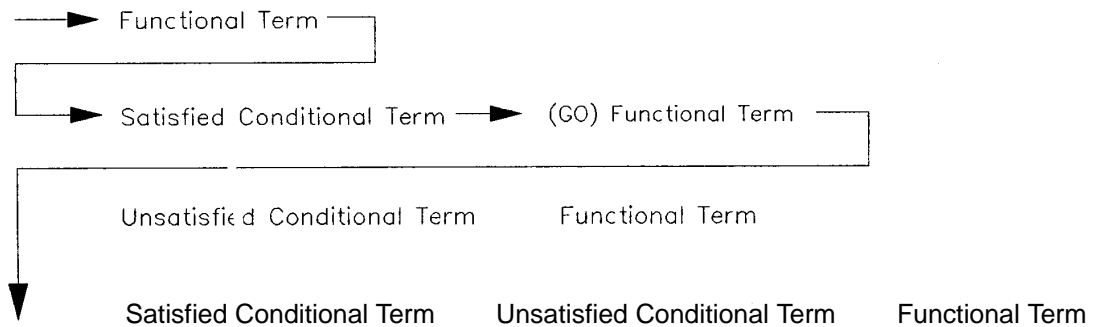 Functional Term
Satisfied Conditional Term (GO) Functional Term
Unsatisfied Conditional Term Functional Term
Satisfied Conditional Term Unsatisfied Conditional Term Functional Term